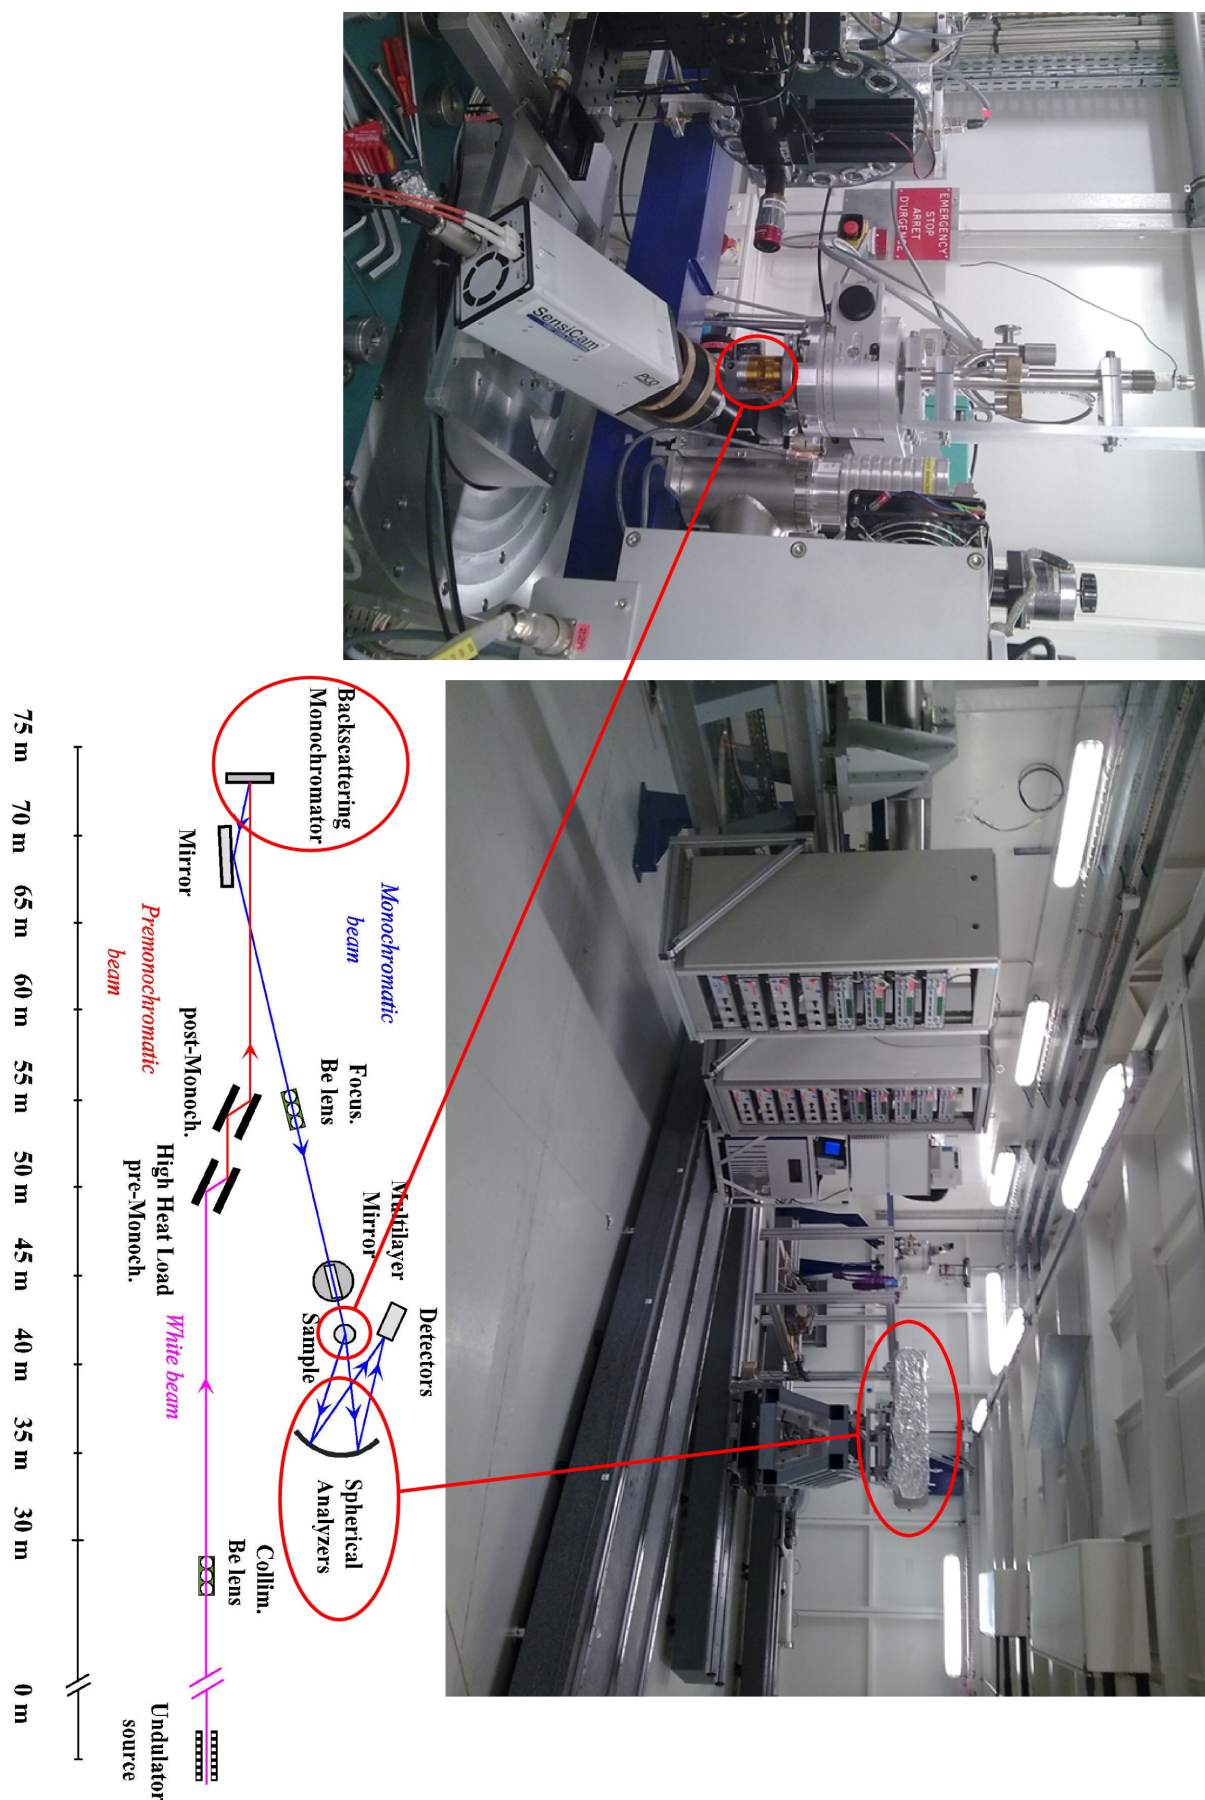 EMERGENCY
STOP
ARRET
D'URGENCE
SensiCam
PCO
Backscattering
Monochromator
Mirror
Monochromatic
beam
Premonochromatic
beam
Focus.
Be lens
post-Monoch.
High Heat Load
pre-Monoch.
Multilayer
Mirror
Sample
Detectors
White beam
Spherical
Analyzers
Collim.
Be lens
Undulator
source
75 m
70 m
65 m
60 m
55 m
50 m
45 m
40 m
35 m
30 m
0 m